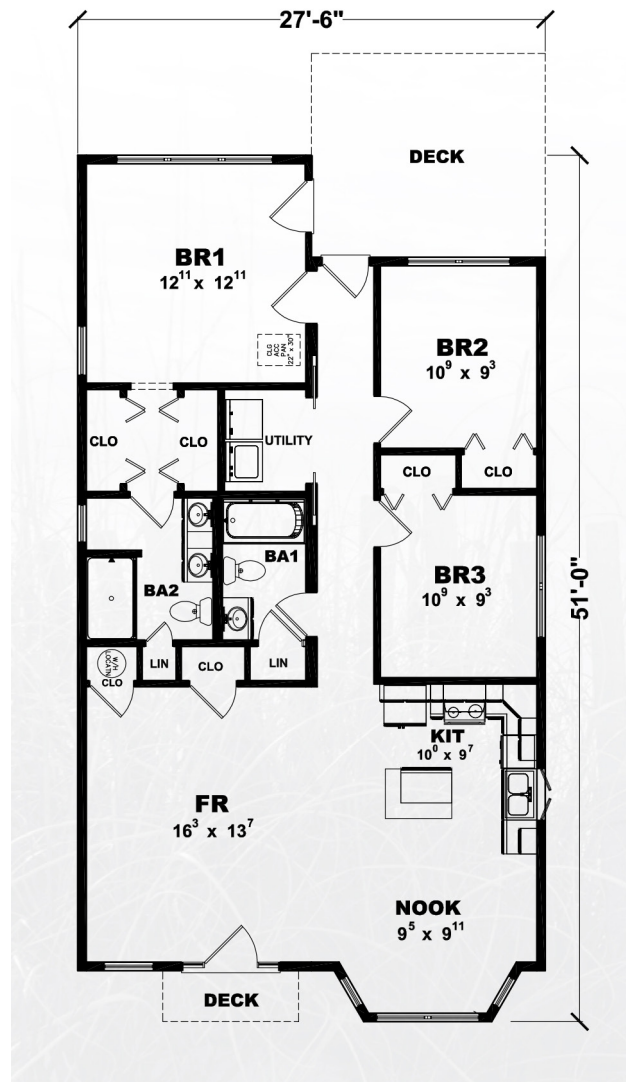 27'-6"
DECK
BR1
12¹¹ x 12¹¹
CLG
ACC
PAN
22" x 30"
BR2
10⁹ x 9³
CLO
CLO
UTILITY
CLO
CLO
BA1
BR3
10⁹ x 9³
51'-0"
BA2
W/H
LOCATN
CLO
LIN
CLO
LIN
KIT
10⁰ x 9⁷
FR
16³ x 13⁷
NOOK
9⁵ x 9¹¹
DECK